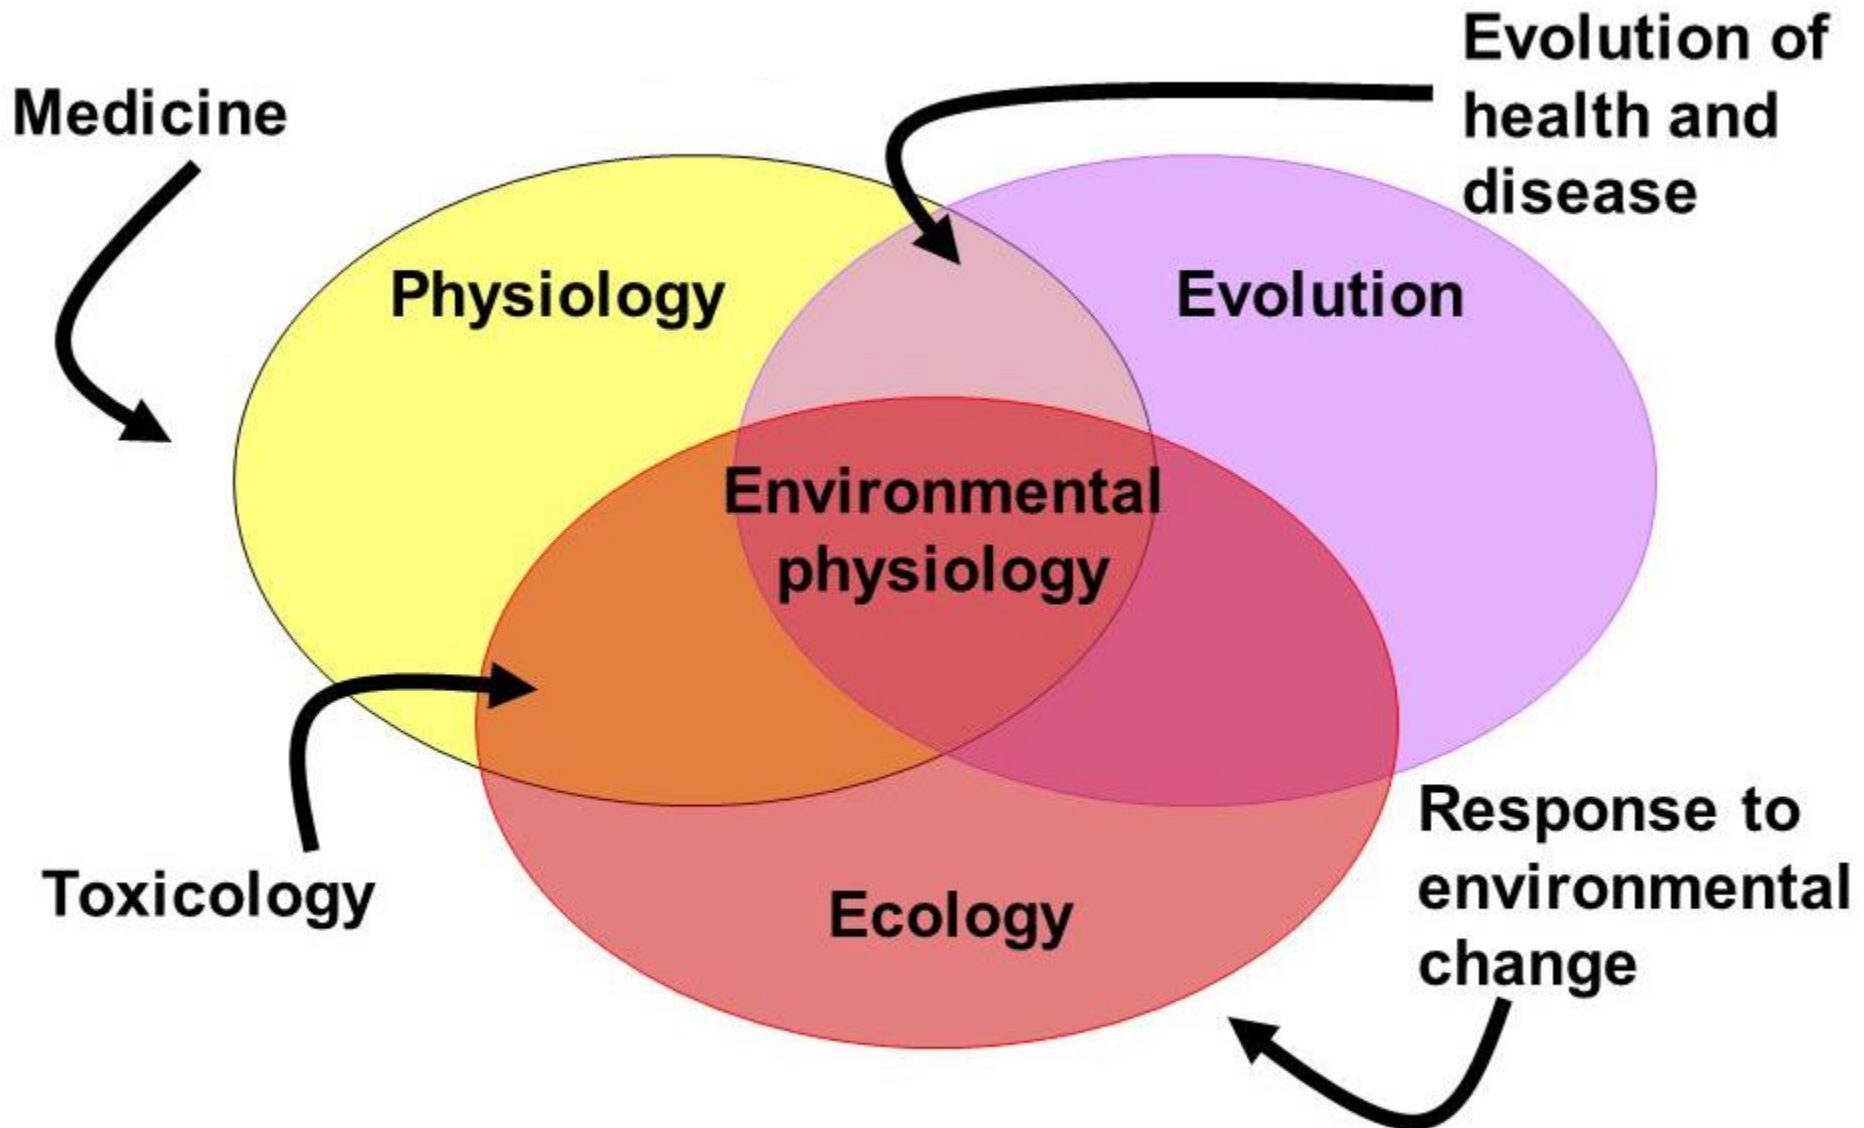 Evolution of
health and
disease
Medicine
Physiology
Evolution
Environmental
physiology
Toxicology
Ecology
Response to
environmental
change